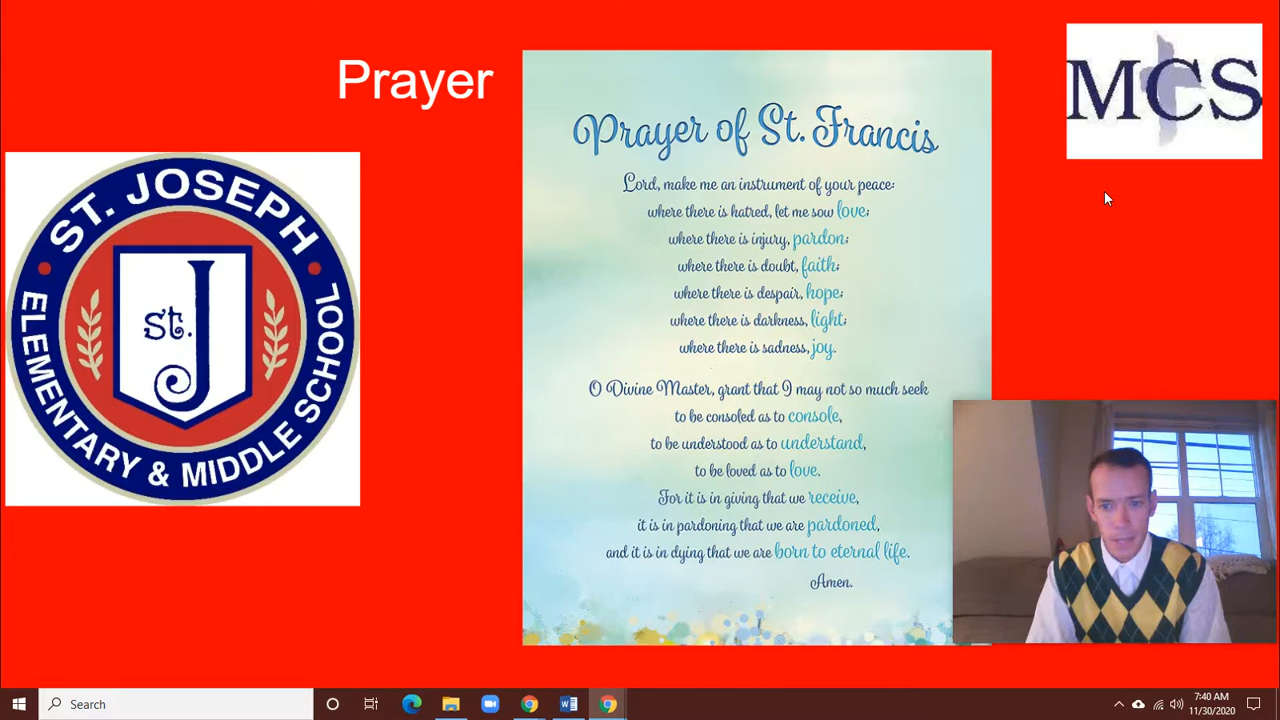 Prayer
MCS
ST. JOSEPH
St. J
ELEMENTARY & MIDDLE SCHOOL
Prayer of St. Francis
Lord, make me an instrument of your peace:
where there is hatred, let me sow love;
where there is injury, pardon;
where there is doubt, faith;
where there is despair, hope;
where there is darkness, light;
where there is sadness, joy.
O Divine Master, grant that I may not so much seek
to be consoled as to console,
to be understood as to understand,
to be loved as to love.
For it is in giving that we receive,
it is in pardoning that we are pardoned,
and it is in dying that we are born to eternal life.
Amen.
Search
7:40 AM
11/30/2020